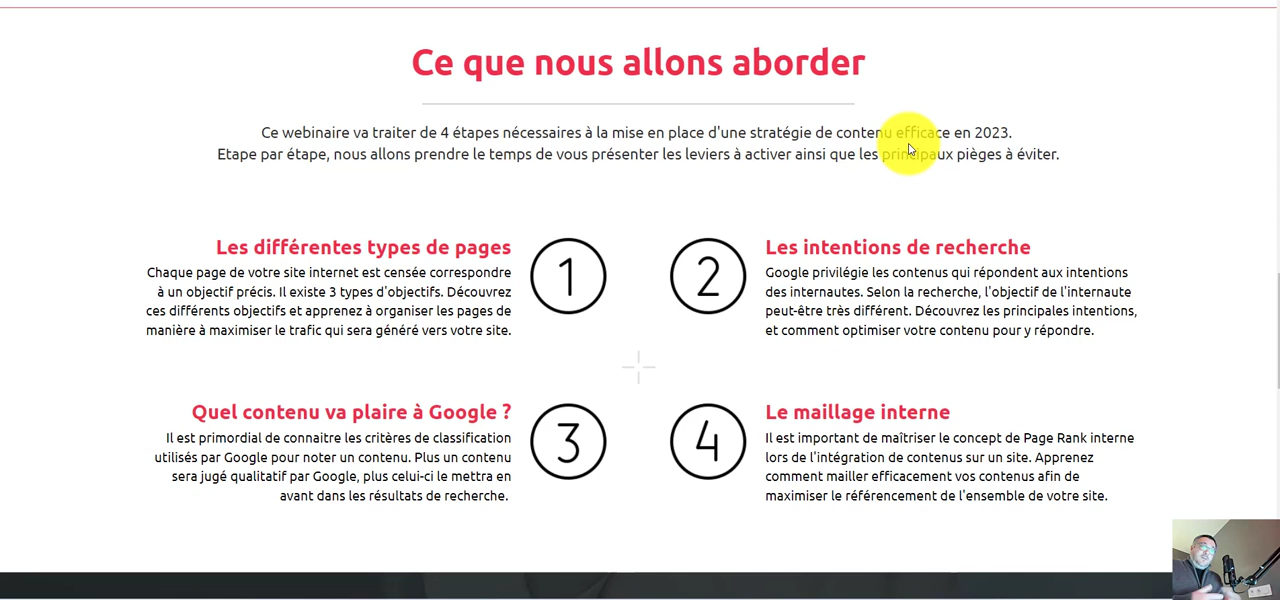 Ce que nous allons aborder
Ce webinaire va traiter de 4 étapes nécessaires à la mise en place d'une stratégie de contenu efficace en 2023.
Etape par étape, nous allons prendre le temps de vous présenter les leviers à activer ainsi que les principaux pièges à éviter.
Les différentes types de pages
Chaque page de votre site internet est censée correspondre
à un objectif précis. Il existe 3 types d'objectifs. Découvrez
ces différents objectifs et apprenez à organiser les pages de
manière à maximiser le trafic qui sera généré vers votre site.
1
2
Les intentions de recherche
Google privilégie les contenus qui répondent aux intentions
des internautes. Selon la recherche, l'objectif de l'internaute
peut-être très différent. Découvrez les principales intentions,
et comment optimiser votre contenu pour y répondre.
Quel contenu va plaire à Google ?
Il est primordial de connaitre les critères de classification
utilisés par Google pour noter un contenu. Plus un contenu
sera jugé qualitatif par Google, plus celui-ci le mettra en
avant dans les résultats de recherche.
3
4
Le maillage interne
Il est important de maîtriser le concept de Page Rank interne
lors de l'intégration de contenus sur un site. Apprenez
comment mailler efficacement vos contenus afin de
maximiser le référencement de l'ensemble de votre site.